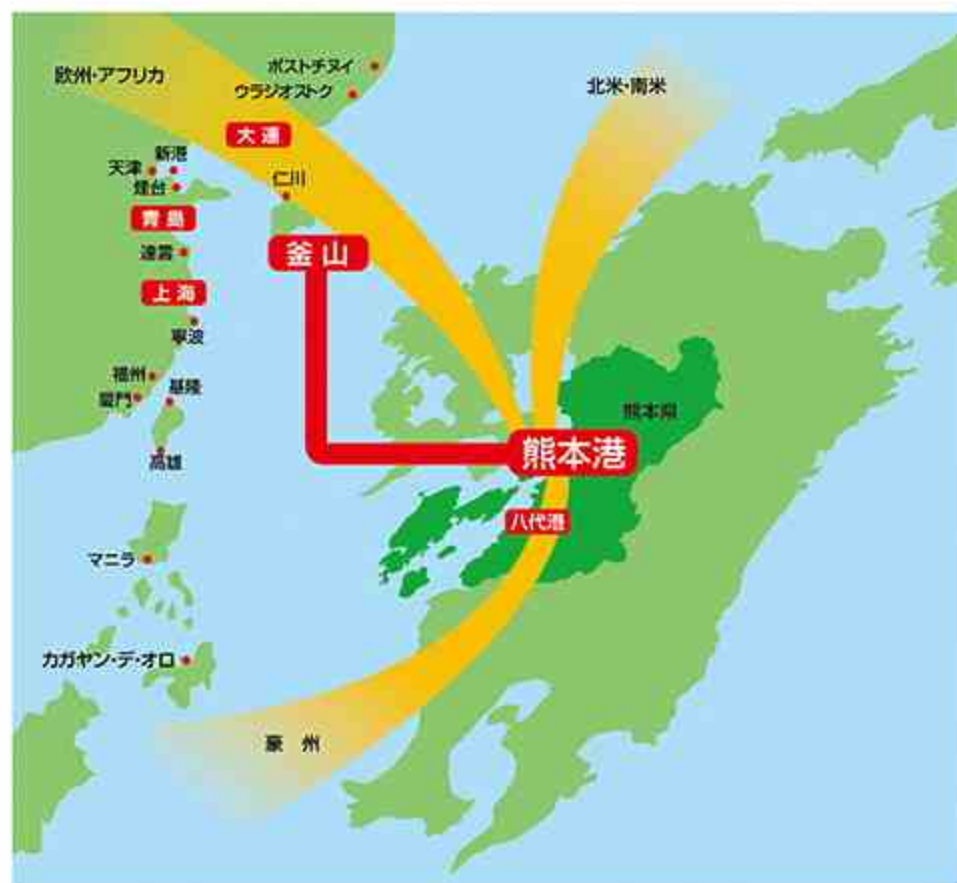 欧州・アフリカ
ボストチヌイ
ウラジオストク
北米・南米
大連
新港
天津
煙台
仁川
青島
釜山
連雲
上海
寧波
福州
基隆
厦門
高雄
熊本県
熊本港
八代港
マニラ
カガヤン・デ・オロ
豪州